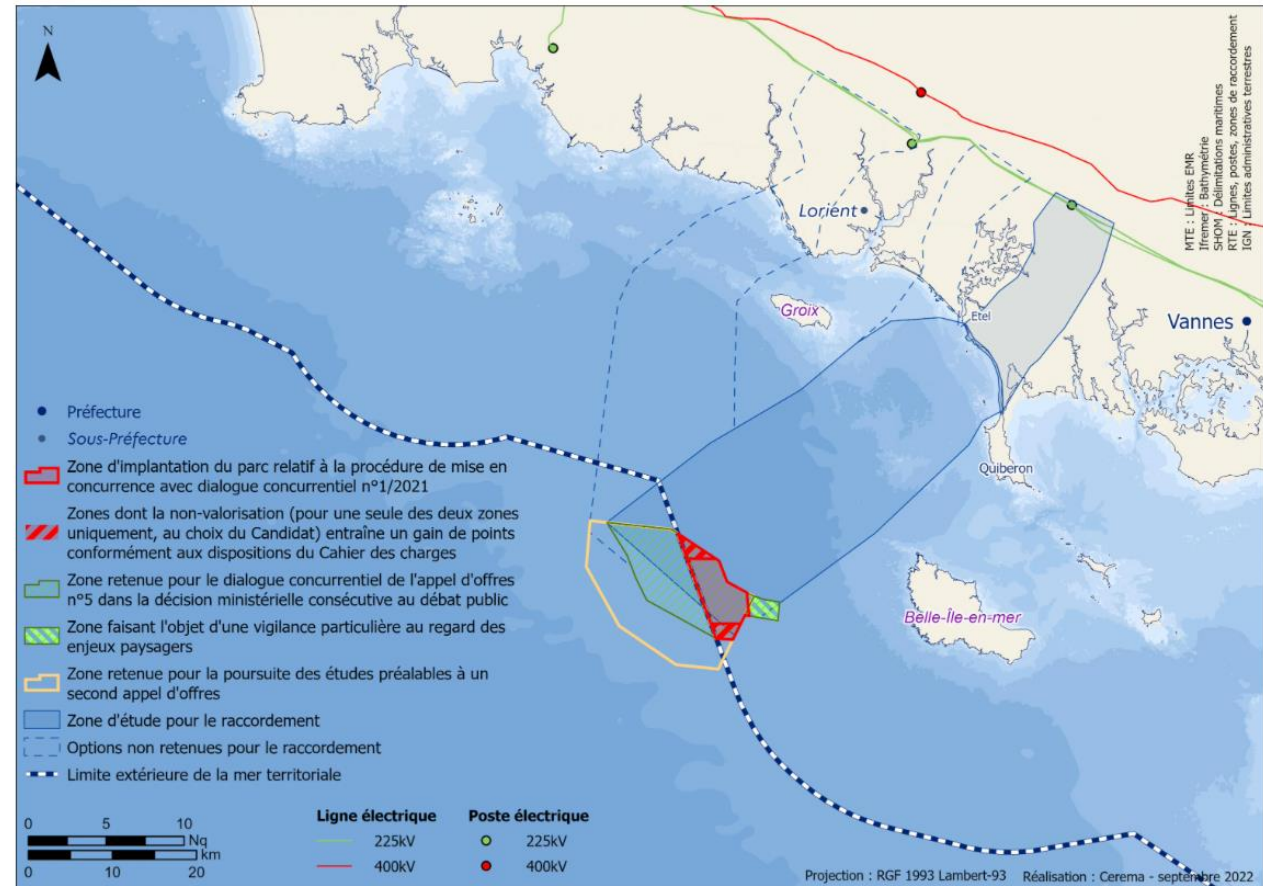 N
MTE : Limites EMR
Ifremer : Bathymétrie
SHOM : Délimitations maritimes
RTE : Lignes, postes, zones de raccordement
IGN : Limites administratives terrestres
Lorient
Groix
Etel
Vannes
Quiberon
Belle-Île-en-mer
Préfecture
Sous-Préfecture
Zone d'implantation du parc relatif à la procédure de mise en
concurrence avec dialogue concurrentiel n°1/2021
Zones dont la non-valorisation (pour une seule des deux zones
uniquement, au choix du Candidat) entraîne un gain de points
conformément aux dispositions du Cahier des charges
Zone retenue pour le dialogue concurrentiel de l'appel d'offres
n°5 dans la décision ministérielle consécutive au débat public
Zone faisant l'objet d'une vigilance particulière au regard des
enjeux paysagers
Zone retenue pour la poursuite des études préalables à un
second appel d'offres
Zone d'étude pour le raccordement
Options non retenues pour le raccordement
Limite extérieure de la mer territoriale
0 5 10
Nq
km
0 10 20
Ligne électrique
225kV
400kV
Poste électrique
225kV
400kV
Projection : RGF 1993 Lambert-93 Réalisation : Cerema - septembre 2022